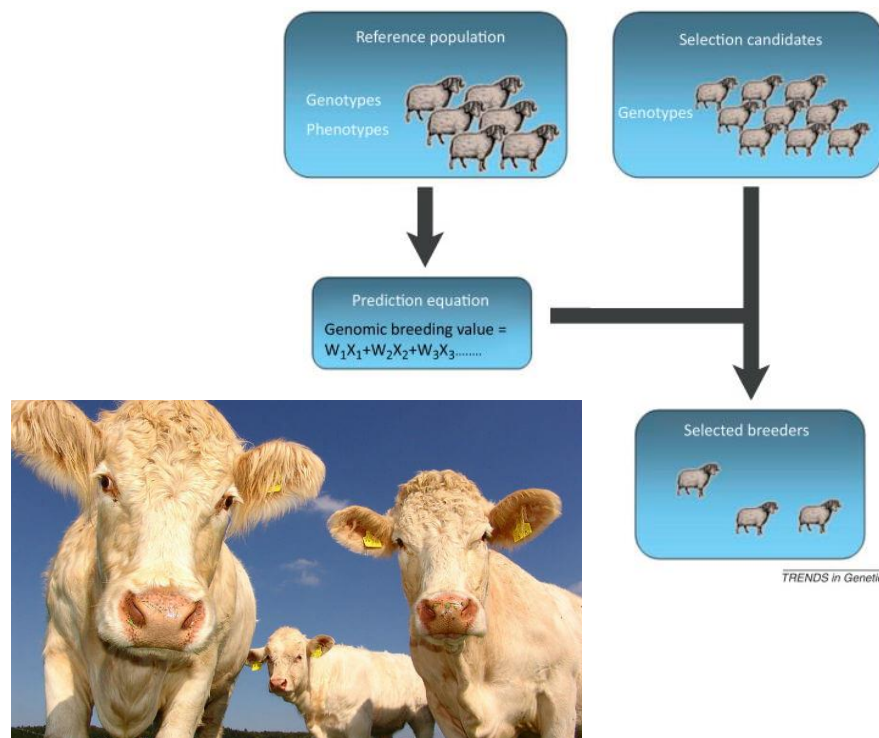 Reference population
Genotypes
Phenotypes
Selection candidates
Genotypes
Prediction equation
Genomic breeding value =
W₁X₁+W₂X₂+W₃X₃........
Selected breeders
TRENDS in Geneti